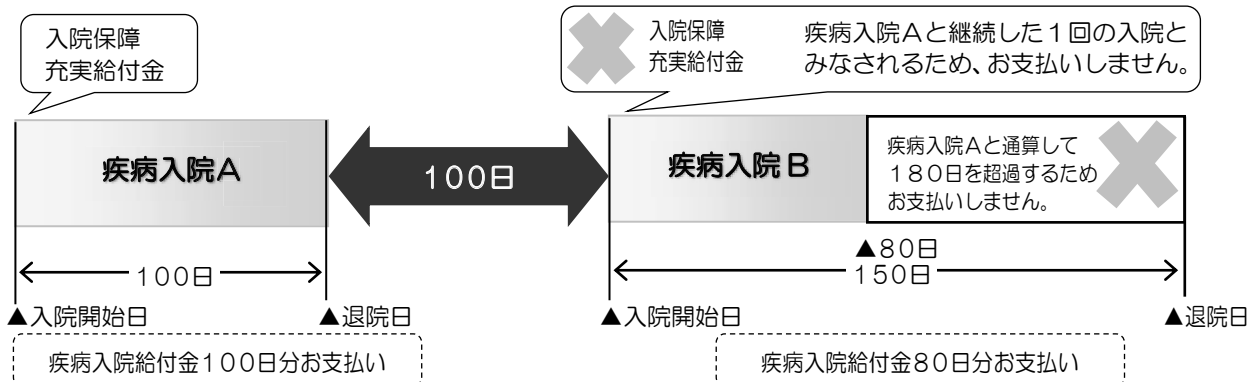 入院保障
充実給付金
入院保障
充実給付金
疾病入院Aと継続した1回の入院と
みなされるため、お支払いしません。
疾病入院A
100日
疾病入院B
疾病入院Aと通算して
180日を超過するため
お支払いしません。
▲80日
100日
150日
▲入院開始日
▲退院日
▲入院開始日
▲退院日
疾病入院給付金100日分お支払い
疾病入院給付金80日分お支払い